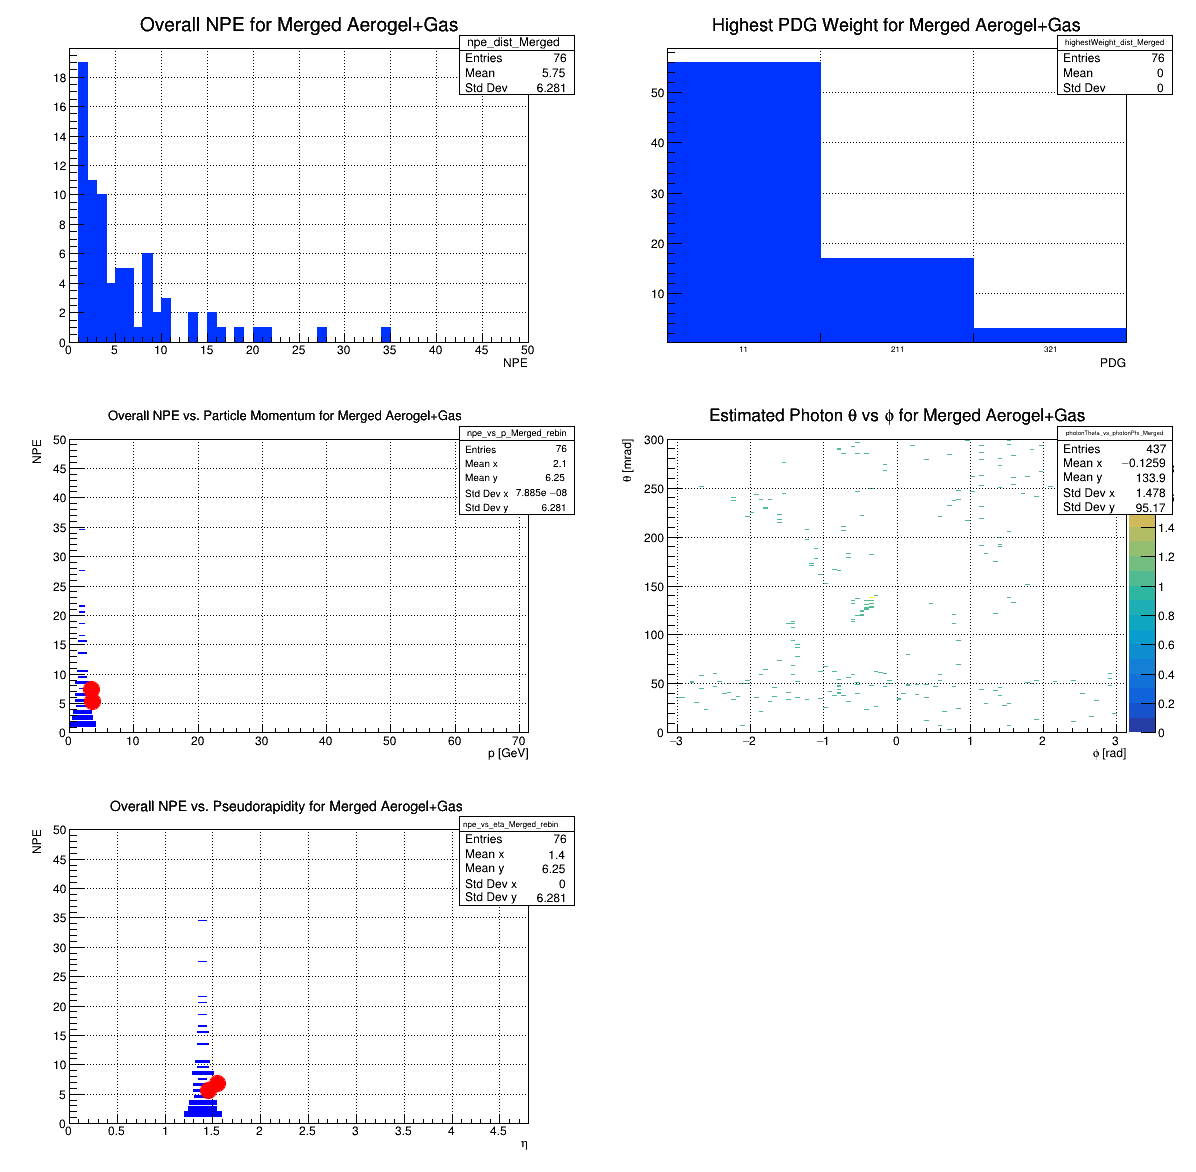 Overall NPE for Merged Aerogel+Gas
npe_dist_Merged
Entries 76
Mean 5.75
Std Dev 6.281
18
16
14
12
10
8
6
4
2
0
0 5 10 15 20 25 30 35 40 45 50
NPE
Highest PDG Weight for Merged Aerogel+Gas
highestWeight_dist_Merged
Entries 76
Mean 0
Std Dev 0
50
40
30
20
10
11 211 321
PDG
Overall NPE vs. Particle Momentum for Merged Aerogel+Gas
npe_vs_p_Merged_rebin
Entries 76
Mean x 2.1
Mean y 6.25
Std Dev x 7.885e −08
Std Dev y 6.281
NPE
50
45
40
35
30
25
20
15
10
5
0
0 10 20 30 40 50 60 70
p [GeV]
Estimated Photon θ vs ϕ for Merged Aerogel+Gas
photonTheta_vs_photonPhi_Merged
Entries 437
Mean x −0.1259
Mean y 133.9
Std Dev x 1.478
Std Dev y 95.17
θ [mrad]
300
250
200
150
100
50
0
−3 −2 −1 0 1 2 3
ϕ [rad]
1.4
1.2
1
0.8
0.6
0.4
0.2
0
Overall NPE vs. Pseudorapidity for Merged Aerogel+Gas
npe_vs_eta_Merged_rebin
Entries 76
Mean x 1.4
Mean y 6.25
Std Dev x 0
Std Dev y 6.281
NPE
50
45
40
35
30
25
20
15
10
5
0
0 0.5 1 1.5 2 2.5 3 3.5 4 4.5
η